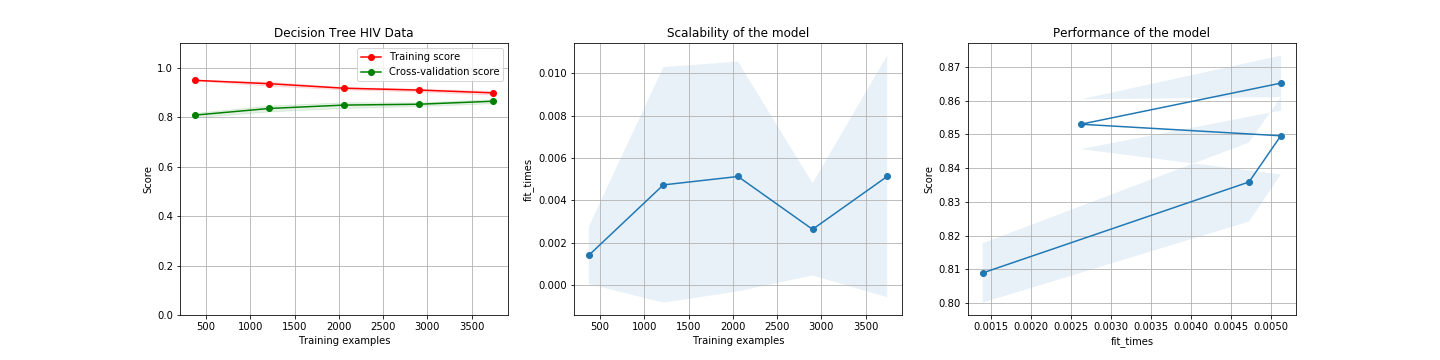 Decision Tree HIV Data
Training score
Cross-validation score
1.0
0.8
0.6
0.4
0.2
0.0
Score
500 1000 1500 2000 2500 3000 3500
Training examples
Scalability of the model
0.010
0.008
0.006
0.004
0.002
0.000
fit_times
500 1000 1500 2000 2500 3000 3500
Training examples
Performance of the model
0.87
0.86
0.85
0.84
0.83
0.82
0.81
0.80
Score
0.0015 0.0020 0.0025 0.0030 0.0035 0.0040 0.0045 0.0050
fit_times